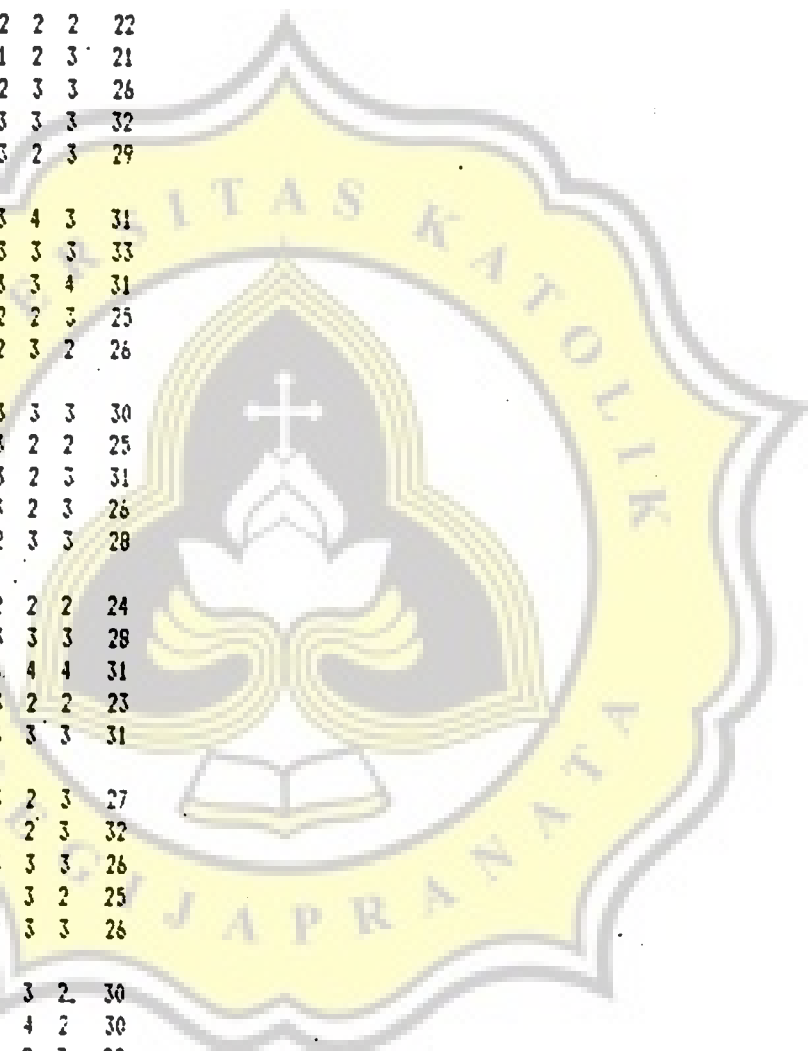 2 2 2 22
1 2 3 21
2 3 3 26
3 3 3 32
3 2 3 29
3 4 3 31
3 3 3 33
3 3 4 31
2 2 3 25
2 3 2 26
3 3 3 30
3 2 2 25
3 2 3 31
3 2 3 26
2 3 3 28
2 2 2 24
3 3 3 28
4 4 31
3 2 2 23
3 3 31
2 3 27
2 3 32
3 3 26
3 2 25
3 3 26
3 2 30
4 2 30
ERSITAS KATOLIK
GIJAPRANATA